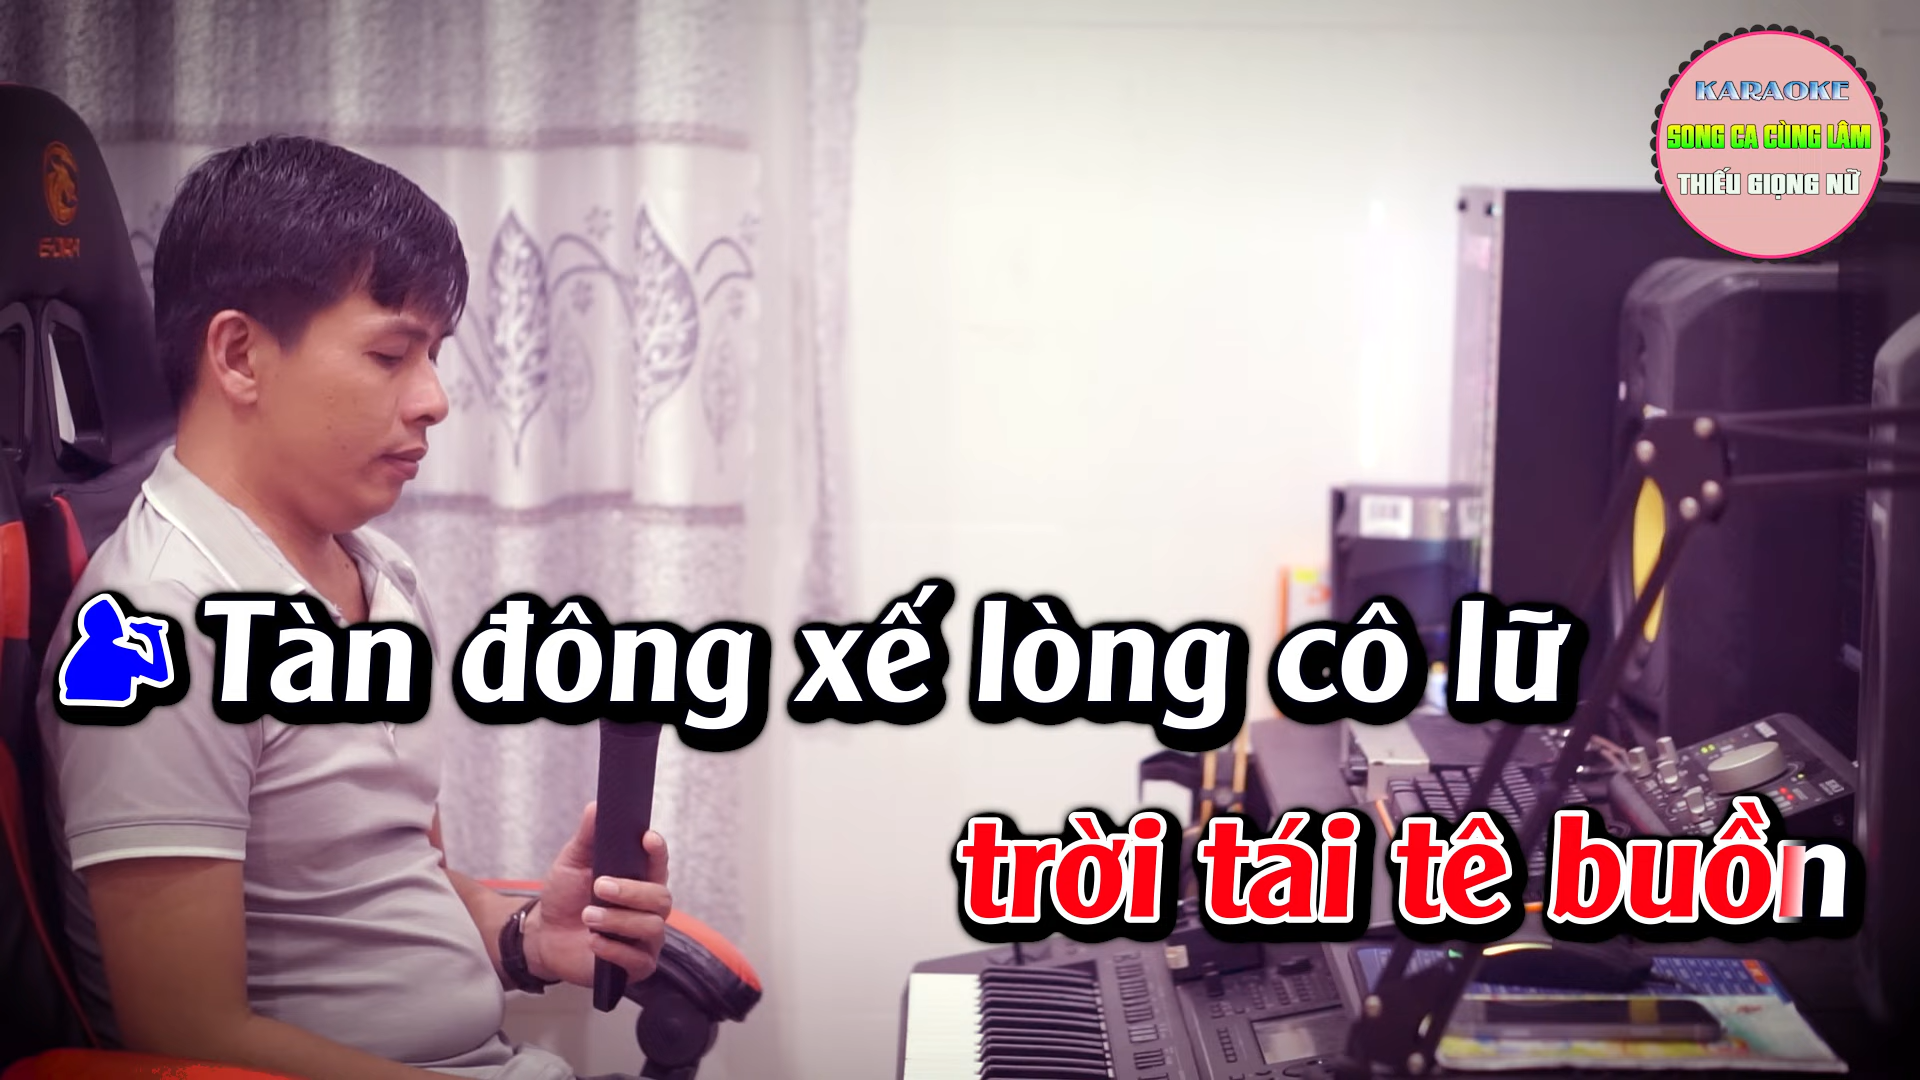 KARAOKE
SONG CA CÙNG LÂM
THIẾU GIỌNG NỮ
Tàn đông xế lòng cô lữ
trời tái tê buồn